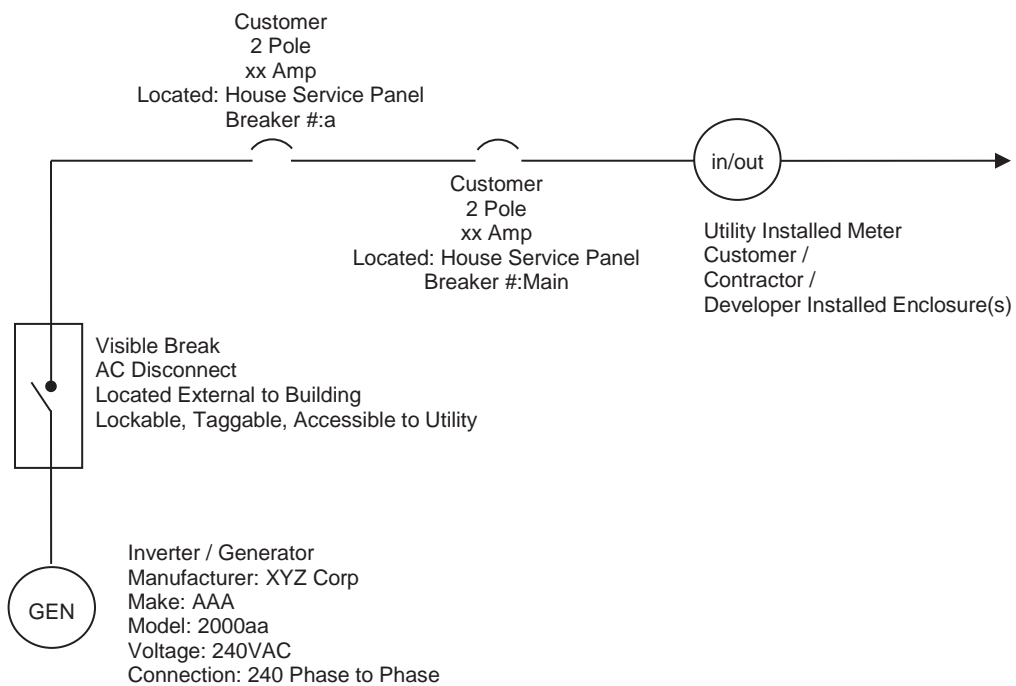 Customer
2 Pole
xx Amp
Located: House Service Panel
Breaker #:a
in/out
Customer
2 Pole
xx Amp
Located: House Service Panel
Breaker #:Main
Utility Installed Meter
Customer /
Contractor /
Developer Installed Enclosure(s)
Visible Break
AC Disconnect
Located External to Building
Lockable, Taggable, Accessible to Utility
GEN
Inverter / Generator
Manufacturer: XYZ Corp
Make: AAA
Model: 2000aa
Voltage: 240VAC
Connection: 240 Phase to Phase